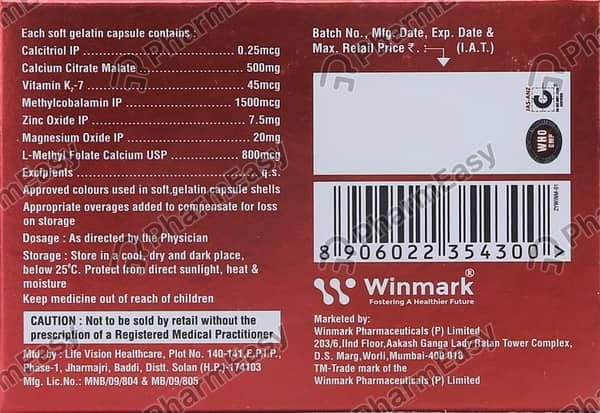 Each soft gelatin capsule contains :
Calcitriol IP 0.25mcg
Calcium Citrate Malate 500mg
Vitamin K₂-7 45mcg
Methylcobalamin IP 1500mcg
Zinc Oxide IP 7.5mg
Magnesium Oxide IP 20mg
L-Methyl Folate Calcium USP 800mcg
Excipients q.s.
Approved colours used in soft gelatin capsule shells
Appropriate overages added to compensate for loss
on storage
Dosage : As directed by the Physician
Storage : Store in a cool, dry and dark place,
below 25°C. Protect from direct sunlight, heat &
moisture
Keep medicine out of reach of children
CAUTION : Not to be sold by retail without the
prescription of a Registered Medical Practitioner.
Mfg. by : Life Vision Healthcare, Plot No. 140-141,E.P.I.P.,
Phase-1, Jharmajri, Baddi, Distt. Solan (H.P.)-174103
Mfg. Lic.No.: MNB/09/804 & MB/09/805
Batch No., Mfg. Date, Exp. Date &
Max. Retail Price ₹. : (I.A.T.)
JAS-ANZ
WHO
GMP
ZYWINM-01
8 906022 354300
Winmark®
Fostering A Healthier Future
Marketed by:
Winmark Pharmaceuticals (P) Limited
203/6,IInd Floor,Aakash Ganga Lady Ratan Tower Complex,
D.S. Marg,Worli,Mumbai-400 018
TM-Trade mark of the
Winmark Pharmaceuticals (P) Limited
PharmEasy